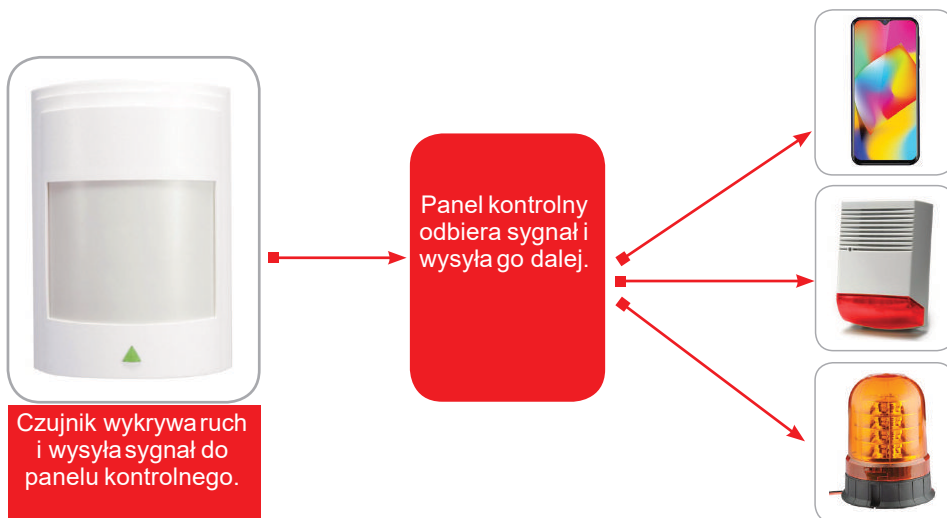 Panel kontrolny
odbiera sygnał i
wysyła go dalej.
Czujnik wykrywa ruch
i wysyła sygnał do
panelu kontrolnego.